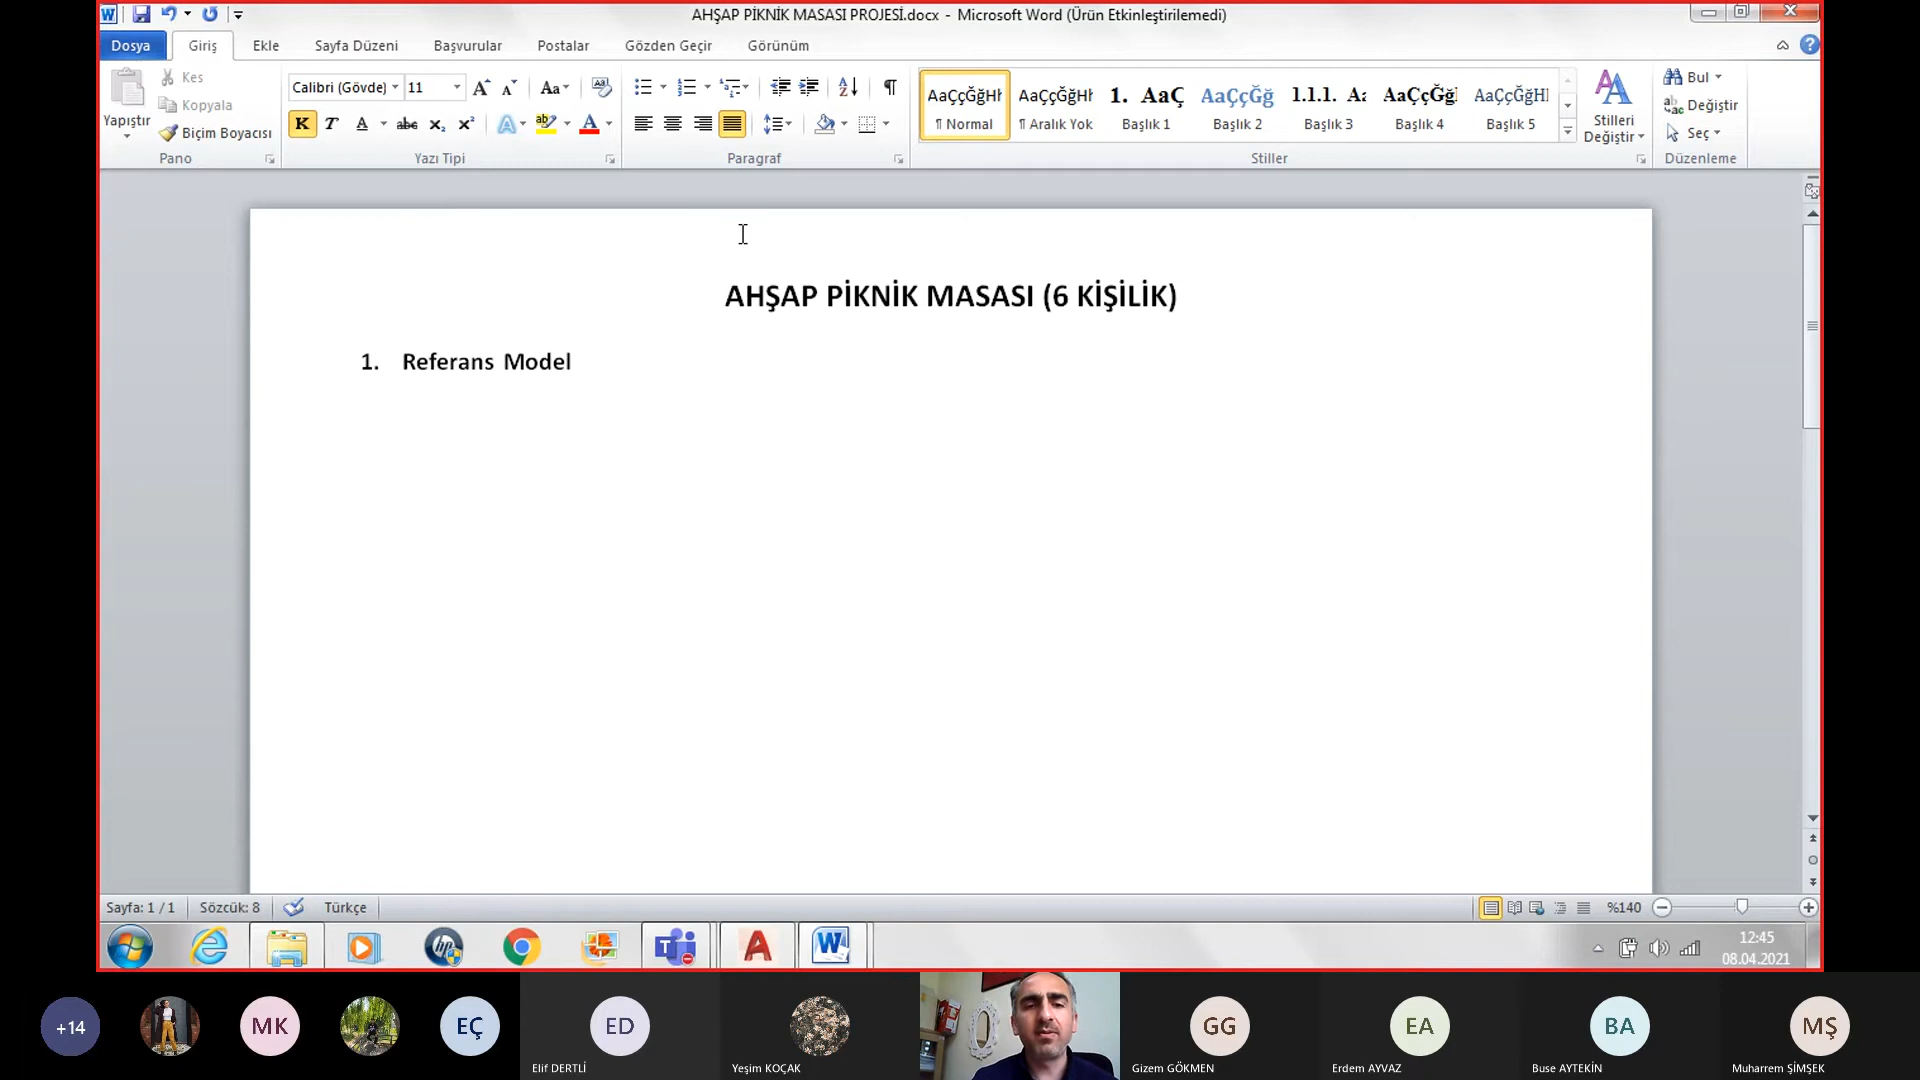 AHŞAP PİKNİK MASASI PROJESİ.docx - Microsoft Word (Ürün Etkinleştirilemedi)
Dosya Giriş Ekle Sayfa Düzeni Başvurular Postalar Gözden Geçir Görünüm
Yapıştır
Kes
Kopyala
Biçim Boyacısı
Pano
Calibri (Gövde) 11
Yazı Tipi
Paragraf
AaÇçĞğHł AaÇçĞğHł 1. AaÇ AaÇçĞğ 1.1.1. Aa AaÇçĞğl AaÇçĞğHl
¶ Normal ¶ Aralık Yok Başlık 1 Başlık 2 Başlık 3 Başlık 4 Başlık 5
Stiller
Stilleri
Değiştir
Bul
Değiştir
Seç
Düzenleme
AHŞAP PİKNİK MASASI (6 KİŞİLİK)
1. Referans Model
Sayfa: 1 / 1 Sözcük: 8 Türkçe %140
12:45
08.04.2021
+14 MK EÇ ED GG EA BA MŞ
Elif DERTLİ Yeşim KOÇAK Gizem GÖKMEN Erdem AYVAZ Buse AYTEKİN Muharrem ŞİMŞEK